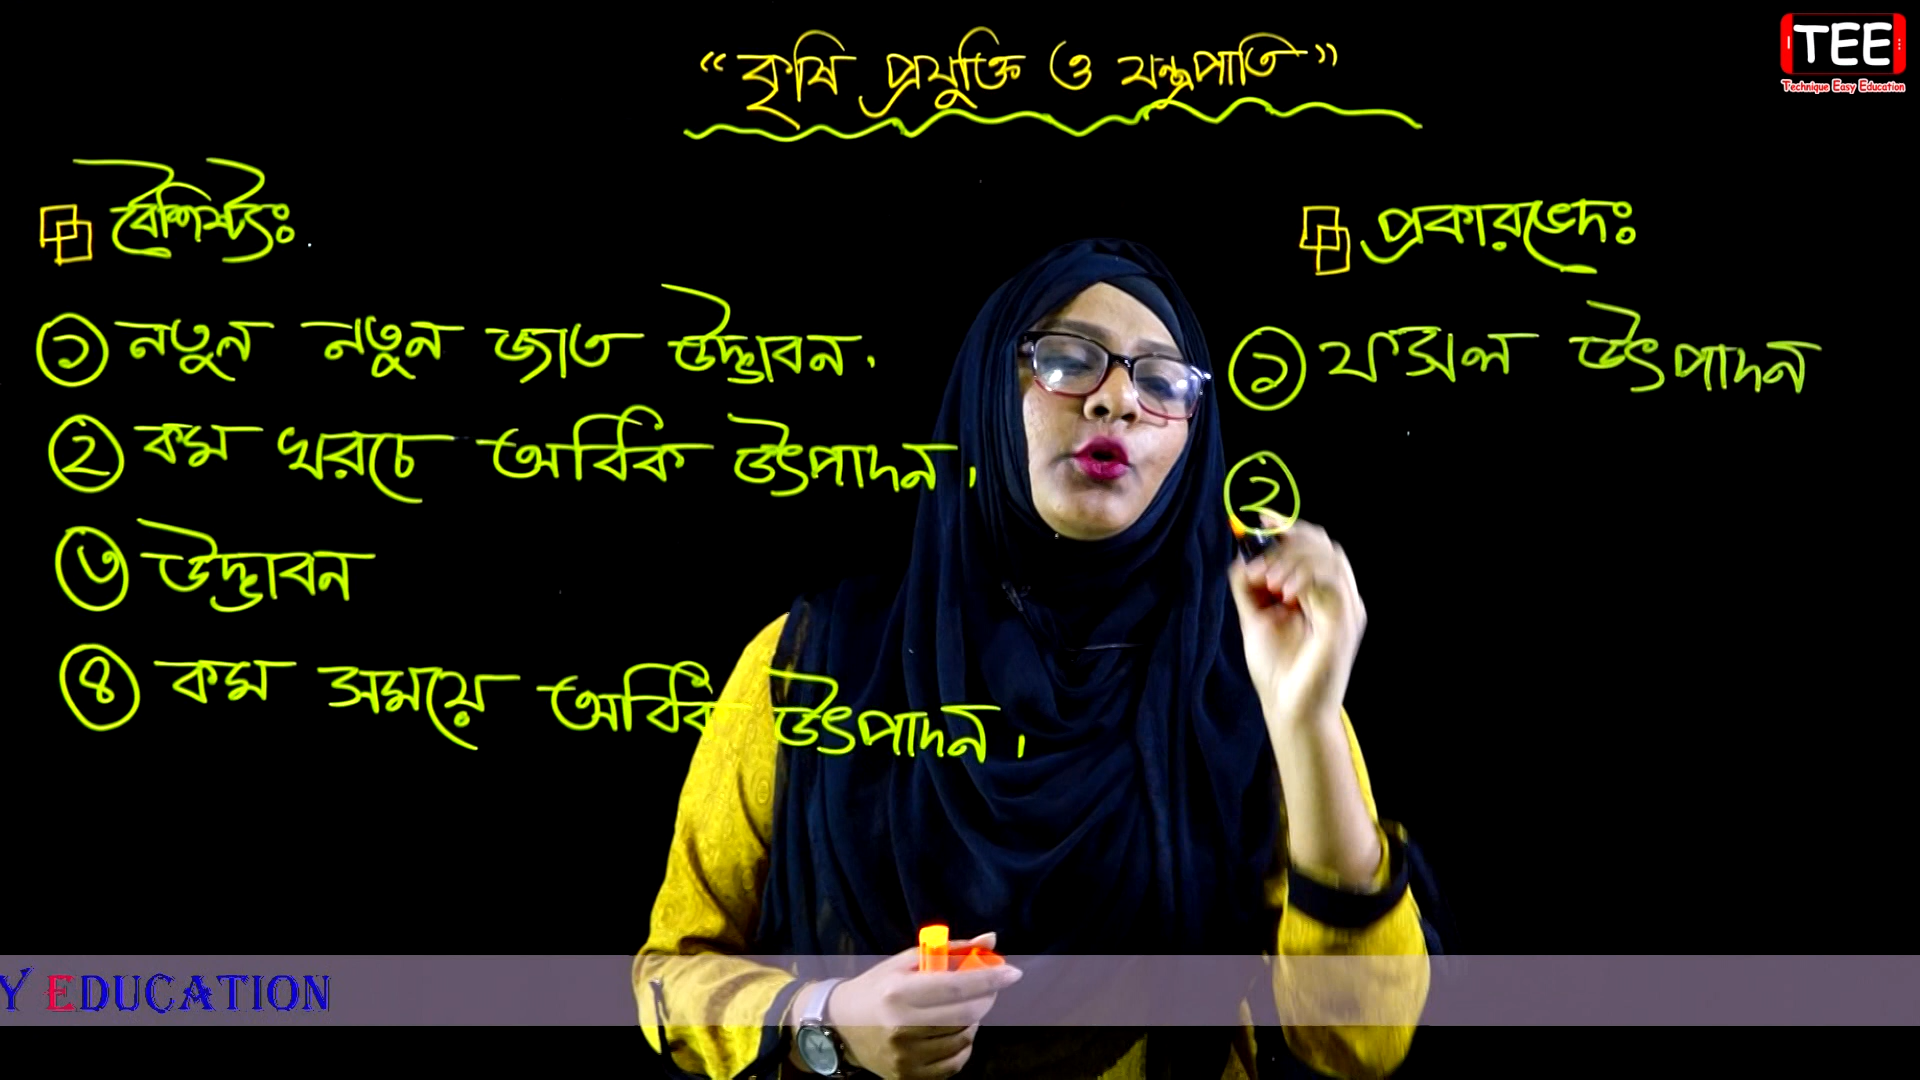 "কৃষি প্রযুক্তি ও যন্ত্রপাতি"
TEE
Technique Easy Education
বৈশিষ্ট্যঃ
① নতুন নতুন জাত উদ্ভাবন.
② কম খরচে অধিক উৎপাদন.
③ উদ্ভাবন
④ কম সময়ে অধিক উৎপাদন.
প্রকারভেদঃ
① ফসল উৎপাদন
②
Y EDUCATION